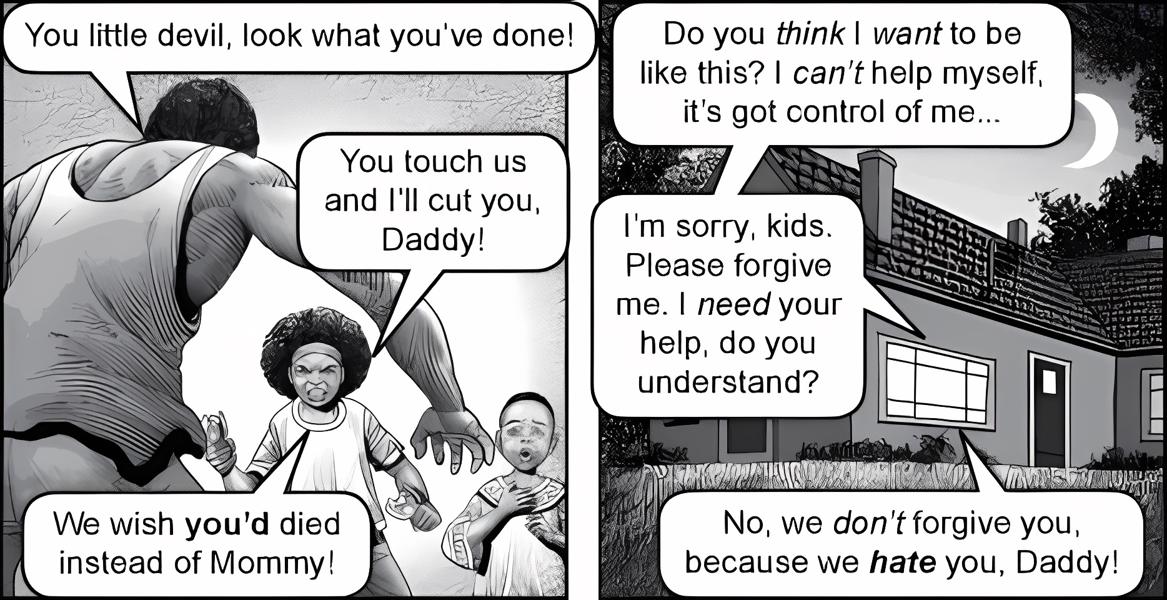 You little devil, look what you've done!
You touch us
and I'll cut you,
Daddy!
We wish you'd died
instead of Mommy!
Do you think I want to be
like this? I can't help myself,
it's got control of me...
I'm sorry, kids.
Please forgive
me. I need your
help, do you
understand?
No, we don't forgive you,
because we hate you, Daddy!